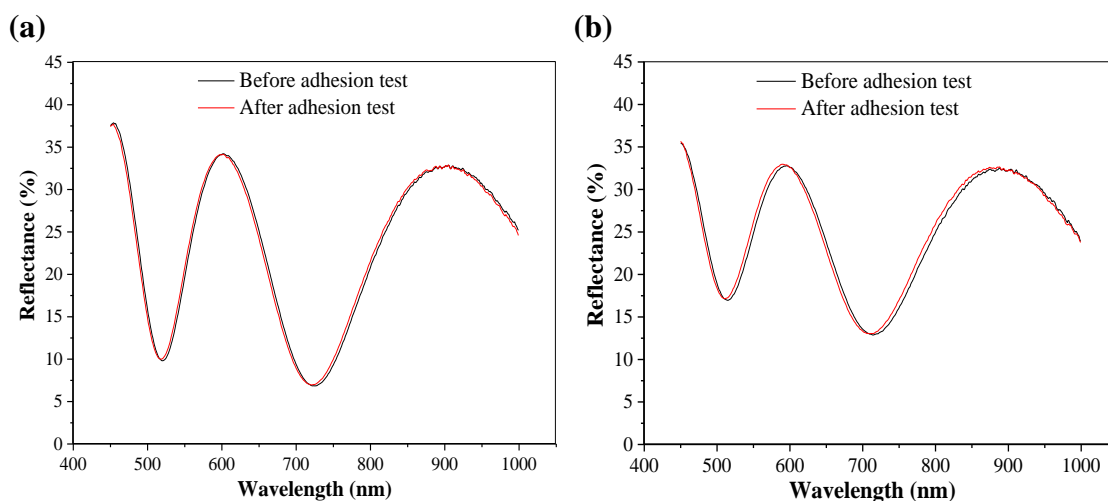 (a)
45
40
35
30
25
20
15
10
5
0
Reflectance (%)
Before adhesion test
After adhesion test
400 500 600 700 800 900 1000
Wavelength (nm)
(b)
45
40
35
30
25
20
15
10
5
0
Reflectance (%)
Before adhesion test
After adhesion test
400 500 600 700 800 900 1000
Wavelength (nm)